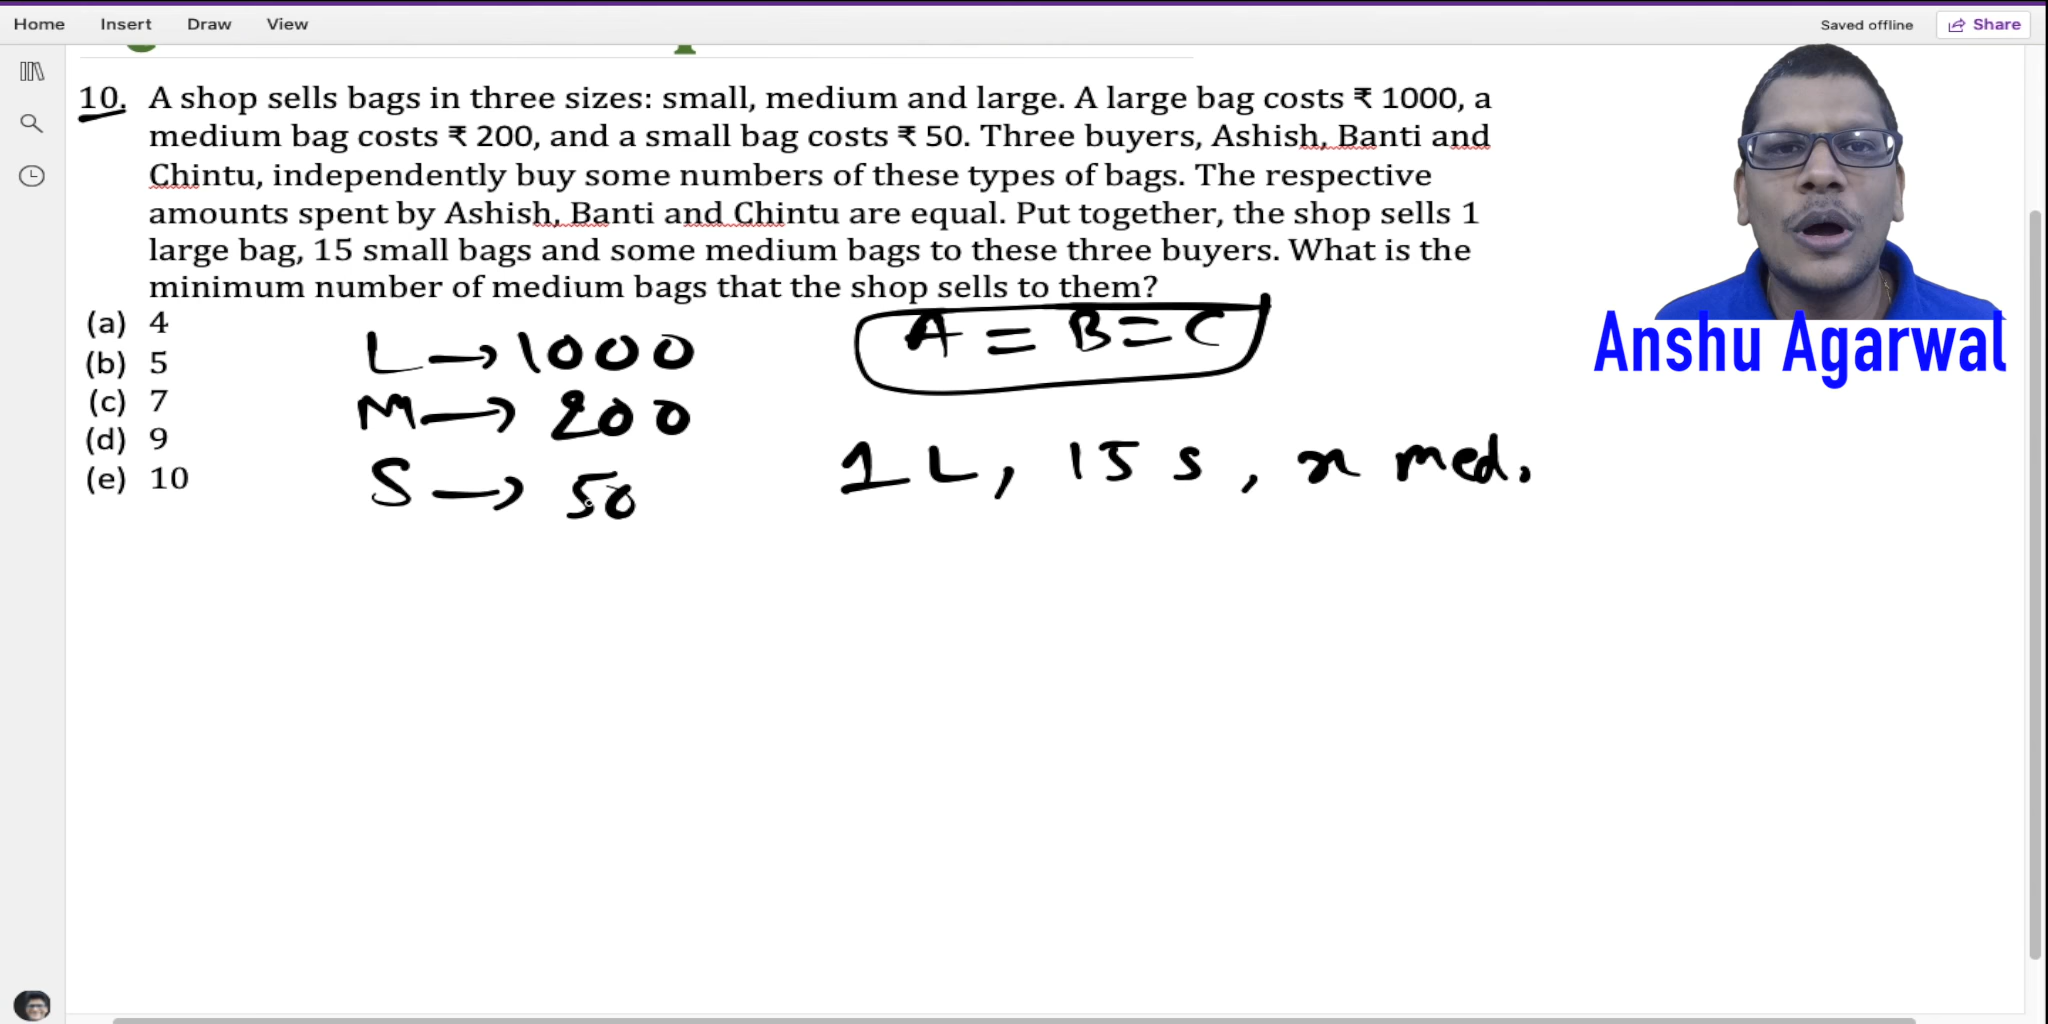 Home Insert Draw View Saved offline Share
10. A shop sells bags in three sizes: small, medium and large. A large bag costs ₹ 1000, a
medium bag costs ₹ 200, and a small bag costs ₹ 50. Three buyers, Ashish, Banti and
Chintu, independently buy some numbers of these types of bags. The respective
amounts spent by Ashish, Banti and Chintu are equal. Put together, the shop sells 1
large bag, 15 small bags and some medium bags to these three buyers. What is the
minimum number of medium bags that the shop sells to them?
(a) 4
(b) 5
(c) 7
(d) 9
(e) 10
L → 1000
M → 200
S → 50
A = B = C
1 L, 15 s, x med.
Anshu Agarwal